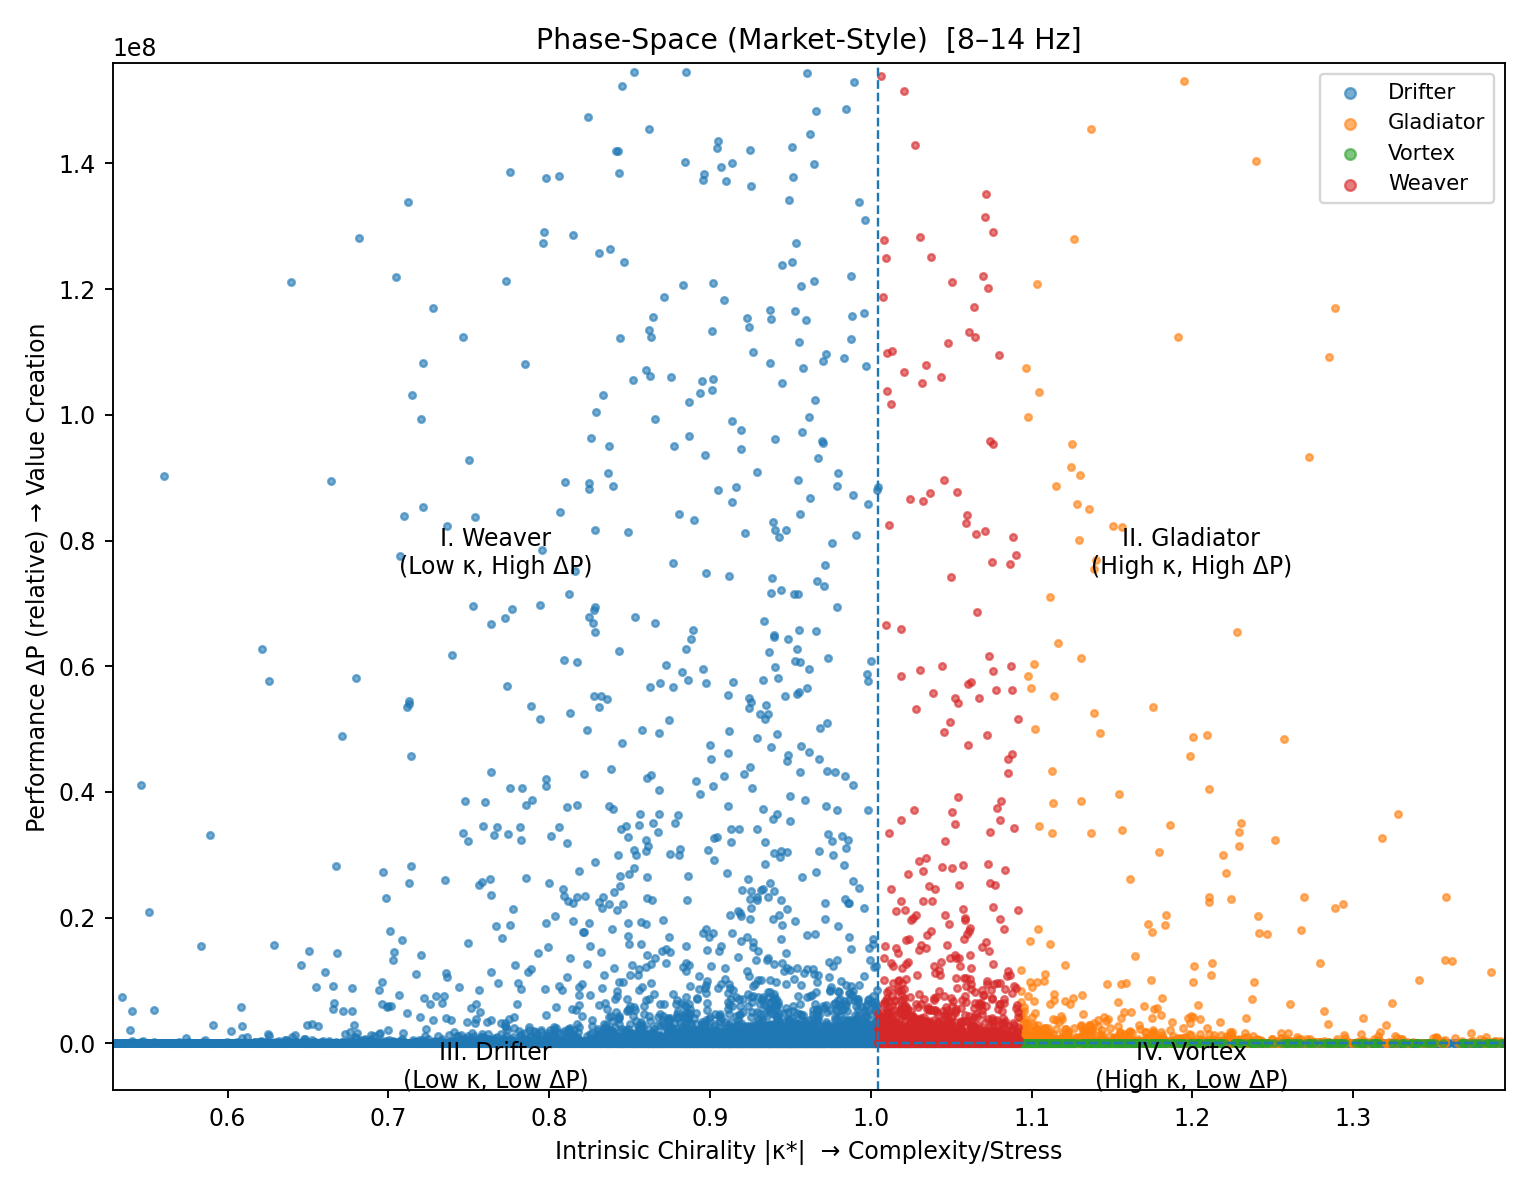 Phase-Space (Market-Style)  [8–14 Hz]
1e8
Drifter
Gladiator
Vortex
Weaver
1.4
1.2
1.0
0.8
0.6
0.4
0.2
0.0
Performance ΔP (relative) → Value Creation
I. Weaver
(Low κ, High ΔP)
II. Gladiator
(High κ, High ΔP)
III. Drifter
(Low κ, Low ΔP)
IV. Vortex
(High κ, Low ΔP)
0.6
0.7
0.8
0.9
1.0
1.1
1.2
1.3
Intrinsic Chirality |κ*|  → Complexity/Stress